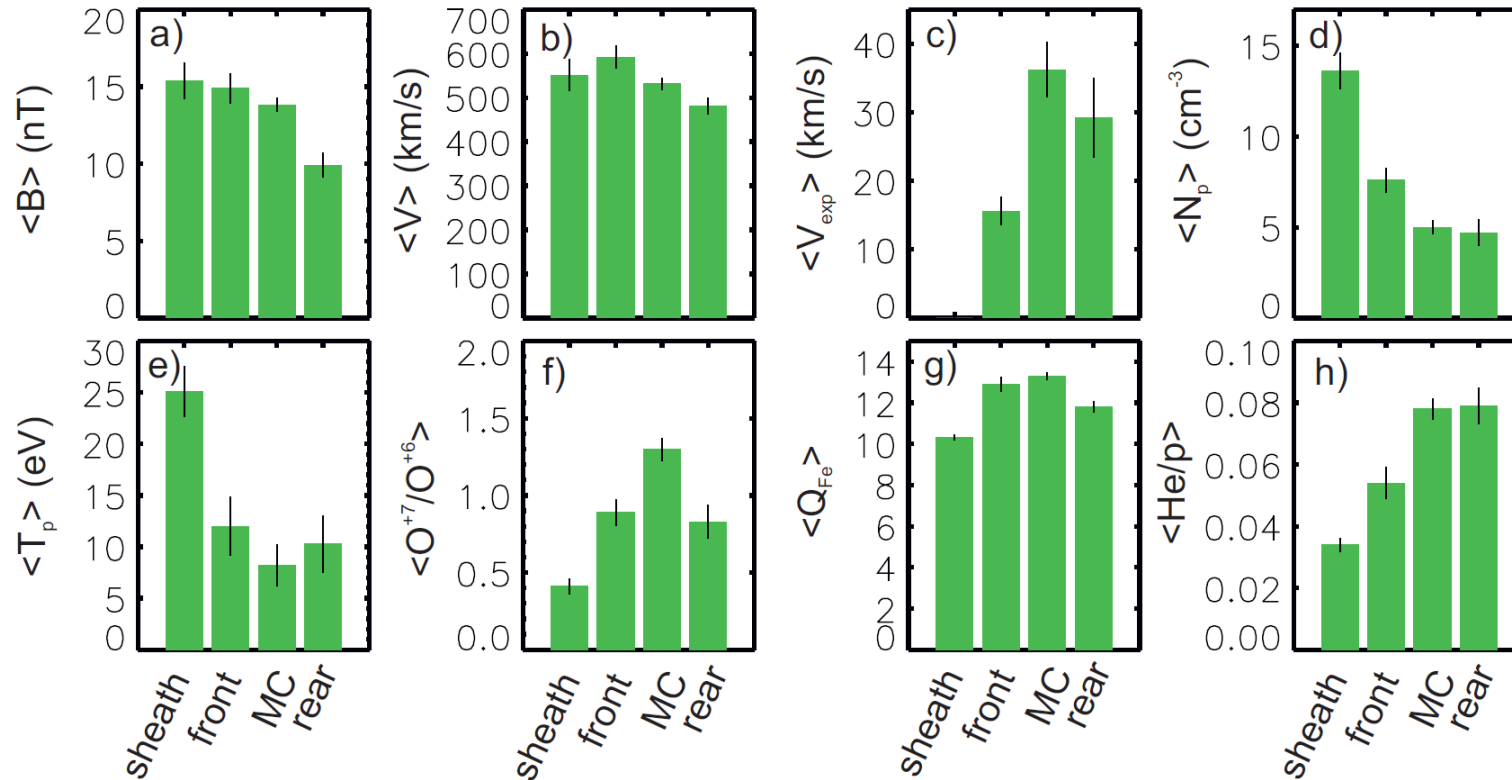 a)
<B> (nT)
20
15
10
5
0
b)
<V> (km/s)
700
600
500
400
300
200
100
0
c)
<V_exp> (km/s)
40
30
20
10
0
d)
<N_p> (cm⁻³)
15
10
5
0
e)
<T_p> (eV)
30
25
20
15
10
5
0
f)
<O⁺⁷/O⁺⁶>
2.0
1.5
1.0
0.5
0.0
g)
<Q_Fe>
14
12
10
8
6
4
2
0
h)
<He/p>
0.10
0.08
0.06
0.04
0.02
0.00
sheath
front
MC
rear
sheath
front
MC
rear
sheath
front
MC
rear
sheath
front
MC
rear